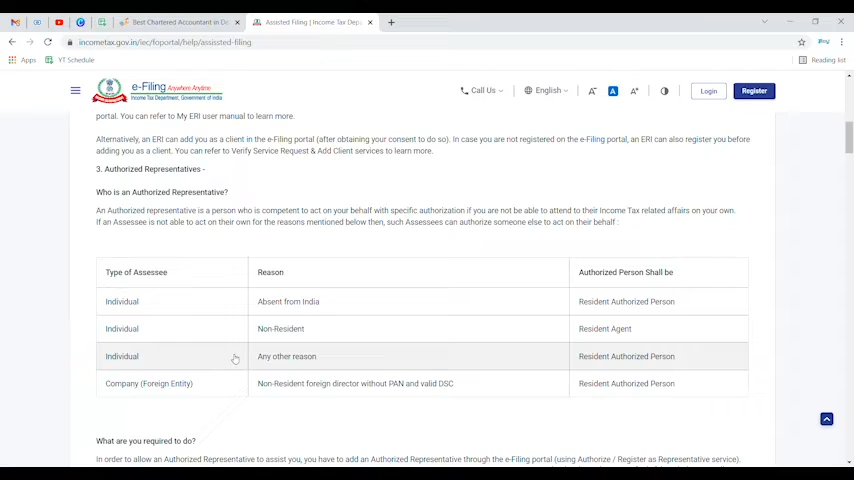 Best Chartered Accountant in De
Assisted Filing | Income Tax Depa
incometax.gov.in/iec/foportal/help/assissted-filing
Apps YT Schedule Reading list
e-Filing Anywhere Anytime
Income Tax Department, Government of India
Call Us English A A A Login Register
portal. You can refer to My ERI user manual to learn more.
Alternatively, an ERI can add you as a client in the e-Filing portal (after obtaining your consent to do so). In case you are not registered on the e-Filing portal, an ERI can also register you before
adding you as a client. You can refer to Verify Service Request & Add Client services to learn more.
3. Authorized Representatives -
Who is an Authorized Representative?
An Authorized representative is a person who is competent to act on your behalf with specific authorization if you are not be able to attend to their Income Tax related affairs on your own.
If an Assessee is not able to act on their own for the reasons mentioned below then, such Assessees can authorize someone else to act on their behalf :
Type of Assessee Reason Authorized Person Shall be
Individual Absent from India Resident Authorized Person
Individual Non-Resident Resident Agent
Individual Any other reason Resident Authorized Person
Company (Foreign Entity) Non-Resident foreign director without PAN and valid DSC Resident Authorized Person
What are you required to do?
In order to allow an Authorized Representative to assist you, you have to add an Authorized Representative through the e-Filing portal (using Authorize / Register as Representative service).